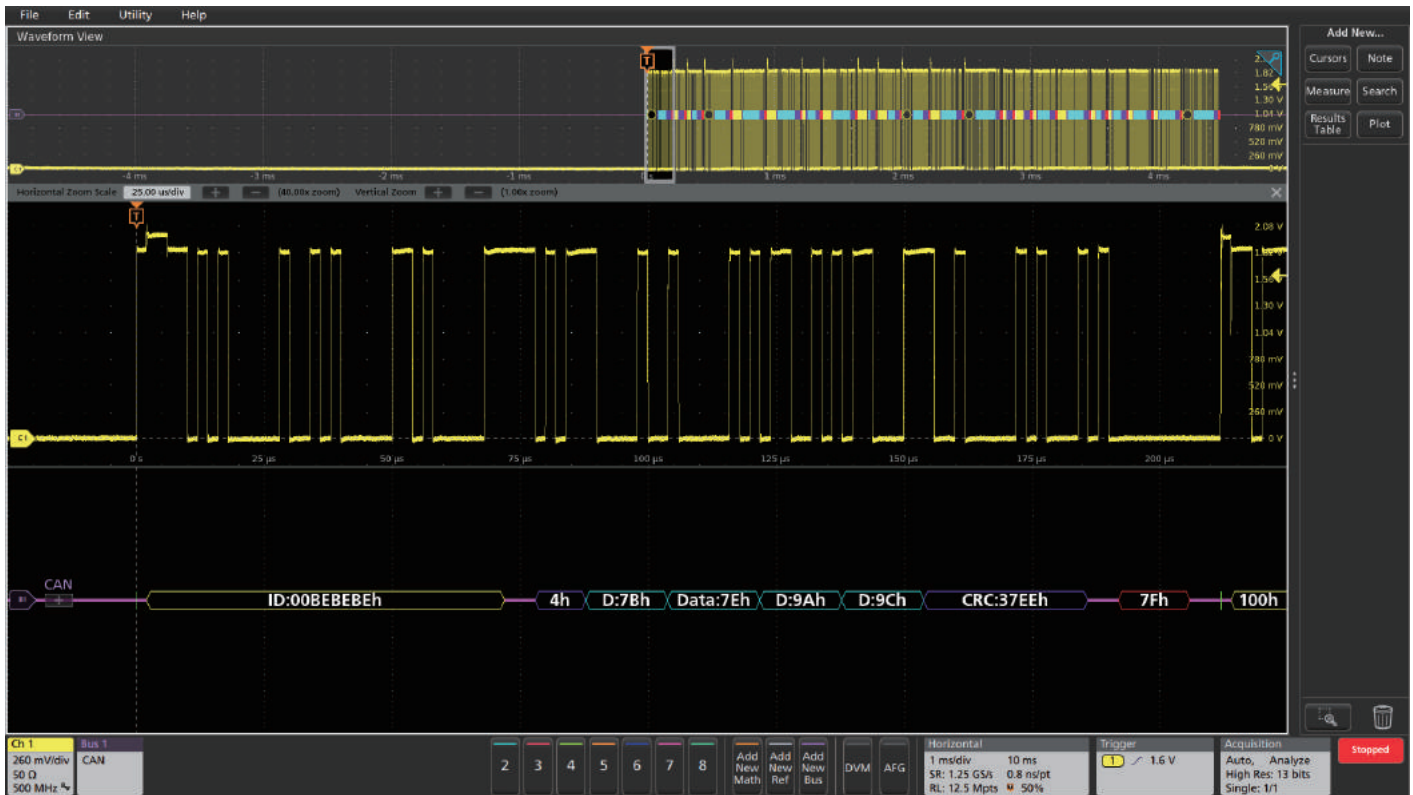 File Edit Utility Help
Waveform View
Add New...
Cursors Note
Measure Search
Results Table Plot
T
1.82
1.30 V
1.04 V
780 mV
520 mV
260 mV
0 V
-4 ms -3 ms -2 ms -1 ms 1 ms 2 ms 3 ms 4 ms
Horizontal Zoom Scale 25.00 us/div + − (40.00x zoom) Vertical Zoom + − (1.00x zoom) ×
T
2.08 V
1.30 V
1.04 V
780 mV
520 mV
260 mV
C1
0 V
0 s 25 µs 50 µs 75 µs 100 µs 125 µs 150 µs 175 µs 200 µs
CAN
B1 + ID:00BEBEBEh 4h D:7Bh Data:7Eh D:9Ah D:9Ch CRC:37EEh 7Fh 100h
Ch 1
260 mV/div
50 Ω
500 MHz
Bus 1
CAN
2 3 4 5 6 7 8
Add New Math
Add New Ref
Add New Bus
DVM
AFG
Horizontal
1 ms/div 10 ms
SR: 1.25 GS/s 0.8 ns/pt
RL: 12.5 Mpts 50%
Trigger
1 1.6 V
Acquisition
Auto, Analyze
High Res: 13 bits
Single: 1/1
Stopped